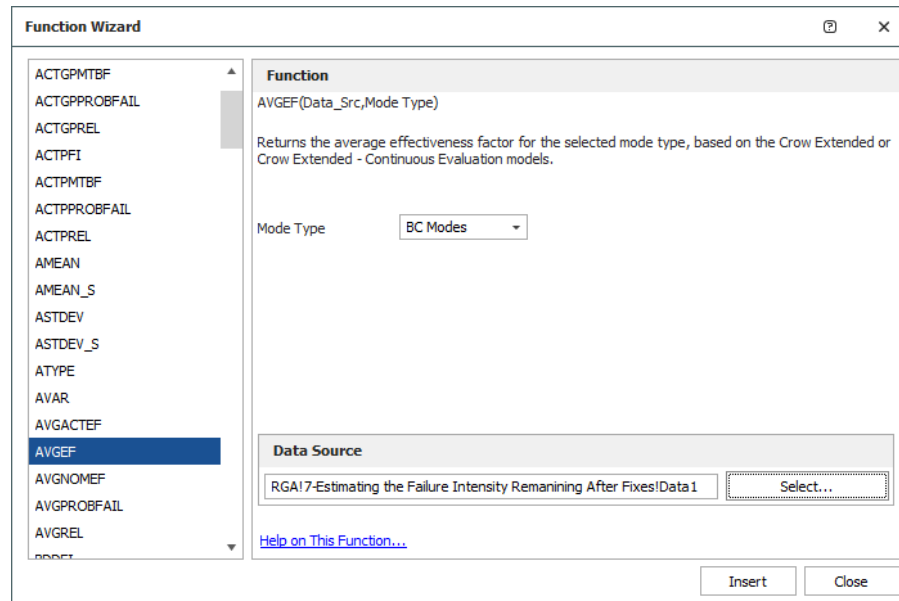 Function Wizard
ACTGPMTBF
ACTGPPROBFAIL
ACTGPREL
ACTPFI
ACTPMTBF
ACTPPROBFAIL
ACTPREL
AMEAN
AMEAN_S
ASTDEV
ASTDEV_S
ATYPE
AVAR
AVGACTEF
AVGEF
AVGNOMEF
AVGPROBFAIL
AVGREL
Function
AVGEF(Data_Src,Mode Type)
Returns the average effectiveness factor for the selected mode type, based on the Crow Extended or
Crow Extended - Continuous Evaluation models.
Mode Type
BC Modes
Data Source
RGA!7-Estimating the Failure Intensity Remanining After Fixes!Data1
Select...
Help on This Function...
Insert
Close